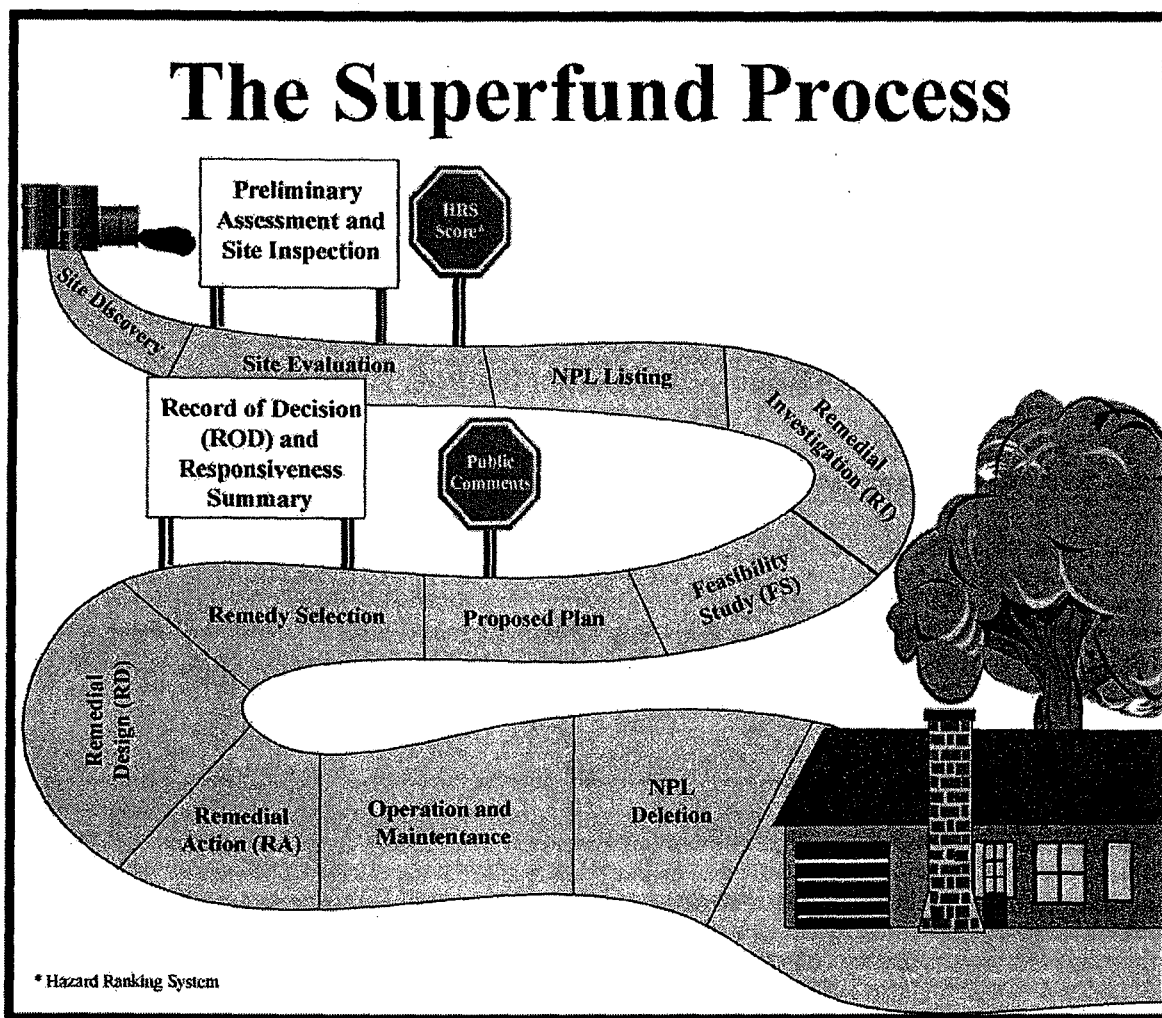 The Superfund Process
Preliminary
Assessment and
Site Inspection
HRS
Score*
Site Discovery
Site Evaluation
NPL Listing
Remedial
Investigation (RI)
Record of Decision
(ROD) and
Responsiveness
Summary
Public
Comments
Feasibility
Study (FS)
Proposed Plan
Remedy Selection
Remedial
Design (RD)
Remedial
Action (RA)
Operation and
Maintentance
NPL
Deletion
* Hazard Ranking System